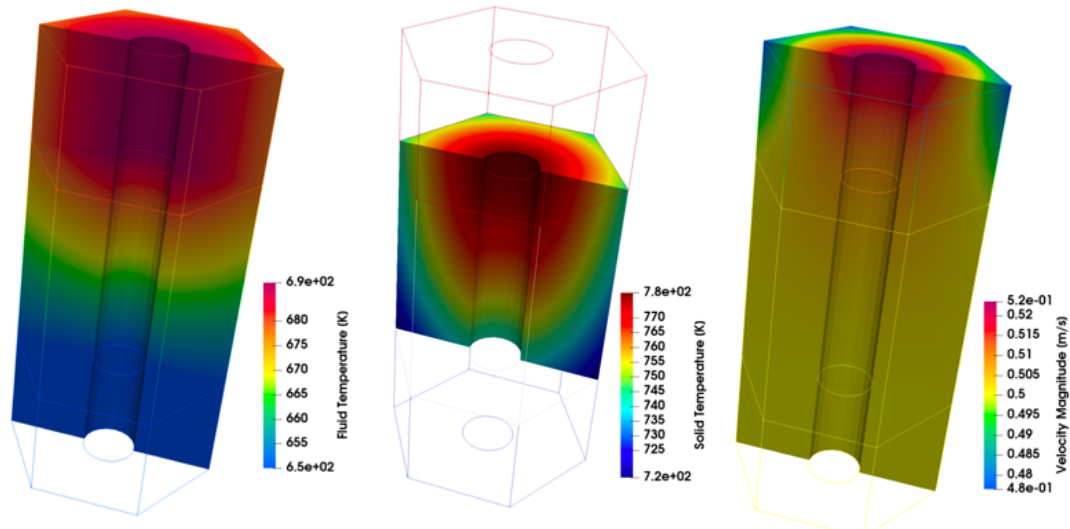 6.9e+02
680
675
670
665
660
655
6.5e+02
Fluid Temperature (K)
7.8e+02
770
765
760
755
750
745
740
735
730
725
7.2e+02
Solid Temperature (K)
5.2e-01
0.52
0.515
0.51
0.505
0.5
0.495
0.49
0.485
0.48
4.8e-01
Velocity Magnitude (m/s)